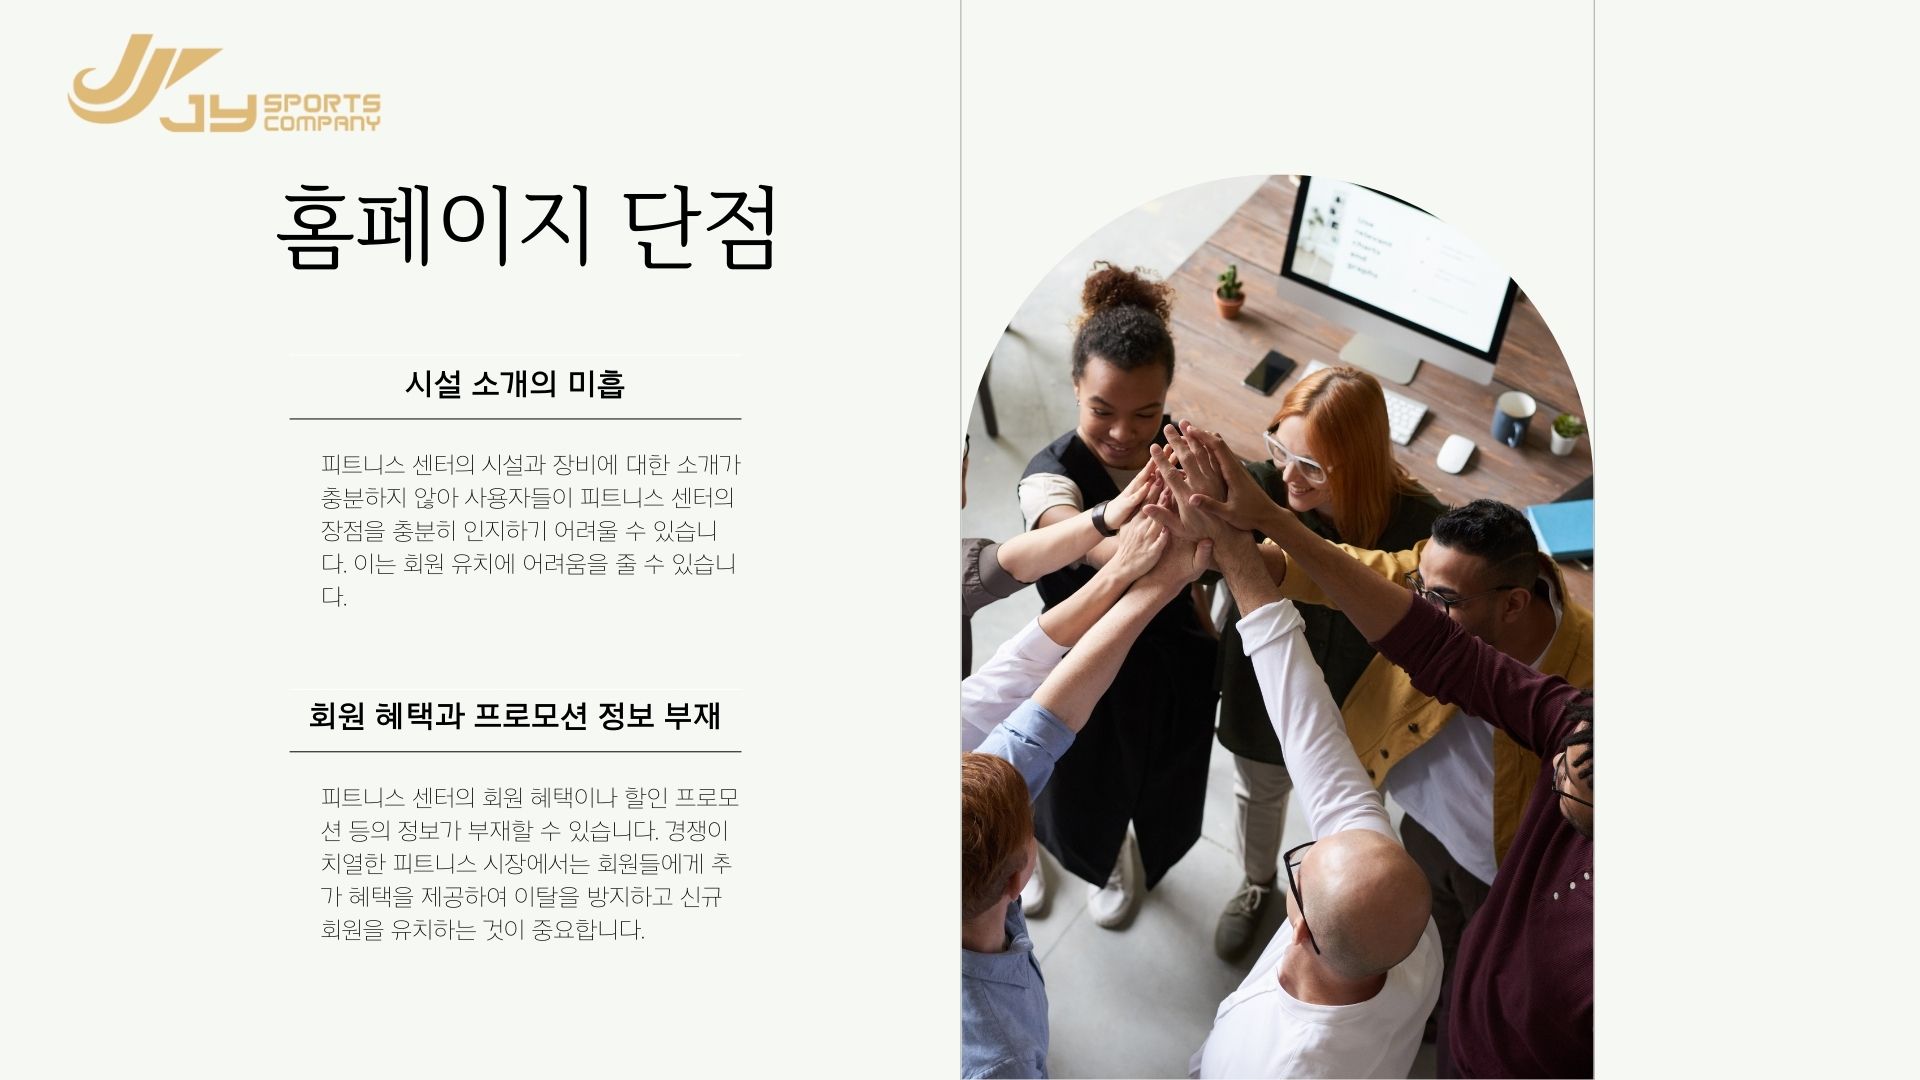 JY SPORTS
COMPANY
홈페이지 단점
시설 소개의 미흡
피트니스 센터의 시설과 장비에 대한 소개가
충분하지 않아 사용자들이 피트니스 센터의
장점을 충분히 인지하기 어려울 수 있습니
다. 이는 회원 유치에 어려움을 줄 수 있습니
다.
회원 혜택과 프로모션 정보 부재
피트니스 센터의 회원 혜택이나 할인 프로모
션 등의 정보가 부재할 수 있습니다. 경쟁이
치열한 피트니스 시장에서는 회원들에게 추
가 혜택을 제공하여 이탈을 방지하고 신규
회원을 유치하는 것이 중요합니다.
Use
relevant
charts
and
graphs